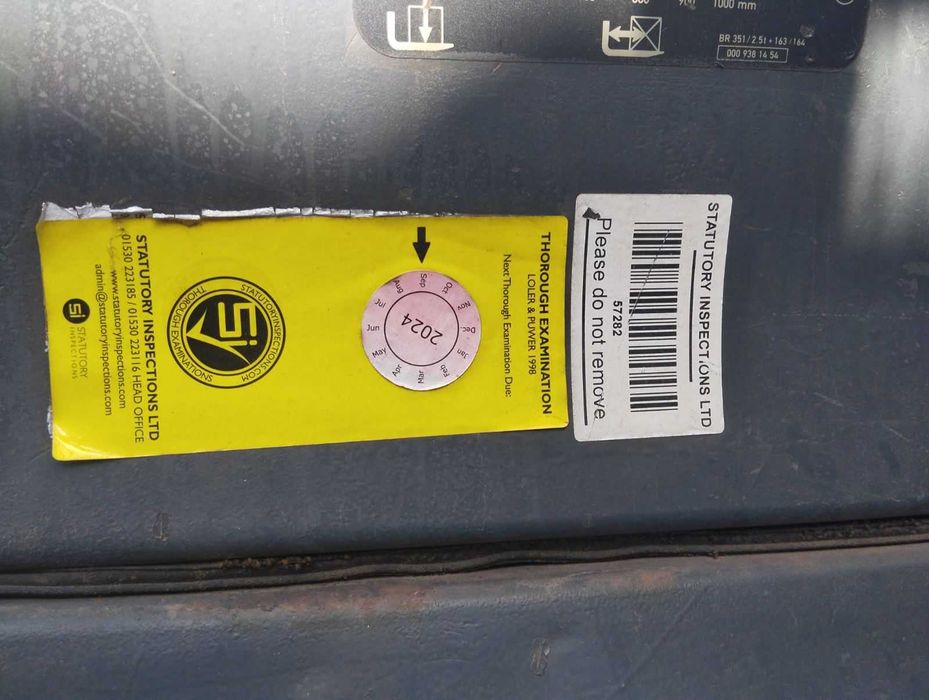 1000 mm
BR 351/2.5t + 163/164
000 938 14 54
THOROUGH EXAMINATION
LOLER & PUWER 1998
Next Thorough Examination Due:
Jan
Feb
Mar
Apr
May
Jun
Jul
Aug
Sep
Oct
Nov
Dec
2024
STATUTORYINSPECTIONS.COM
SI
THOROUGH EXAMINATIONS
STATUTORY INSPECTIONS LTD
01530 223185 / 01530 223116 HEAD OFFICE
www.statutoryinspections.com
admin@statutoryinspections.com
Si STATUTORY
INSPECTIONS
STATUTORY INSPECTIONS LTD
57282
Please do not remove